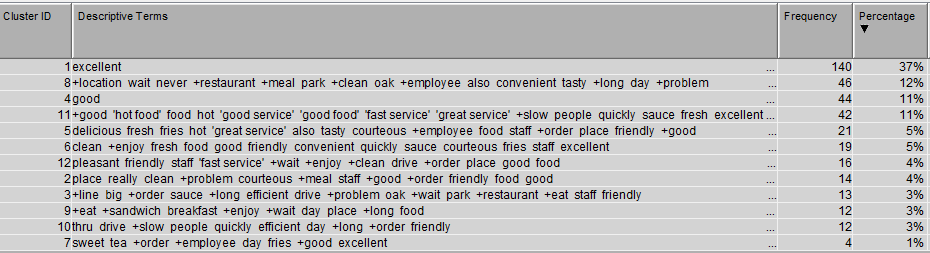 Cluster ID Descriptive Terms Frequency Percentage
1 excellent ... 140 37%
8 +location wait never +restaurant +meal park +clean oak +employee also convenient tasty +long day +problem ... 46 12%
4 good ... 44 11%
11 +good 'hot food' food hot 'good service' 'good food' 'fast service' 'great service' +slow people quickly sauce fresh excellent ... 42 11%
5 delicious fresh fries hot 'great service' also tasty courteous +employee food staff +order place friendly +good ... 21 5%
6 clean +enjoy fresh food good friendly convenient quickly sauce courteous fries staff excellent ... 19 5%
12 pleasant friendly staff 'fast service' +wait +enjoy +clean drive +order place good food ... 16 4%
2 place really clean +problem courteous +meal staff +good +order friendly food good ... 14 4%
3 +line big +order sauce +long efficient drive +problem oak +wait park +restaurant +eat staff friendly ... 13 3%
9 +eat +sandwich breakfast +enjoy +wait day place +long food ... 12 3%
10 thru drive +slow people quickly efficient day +long +order friendly ... 12 3%
7 sweet tea +order +employee day fries +good excellent ... 4 1%